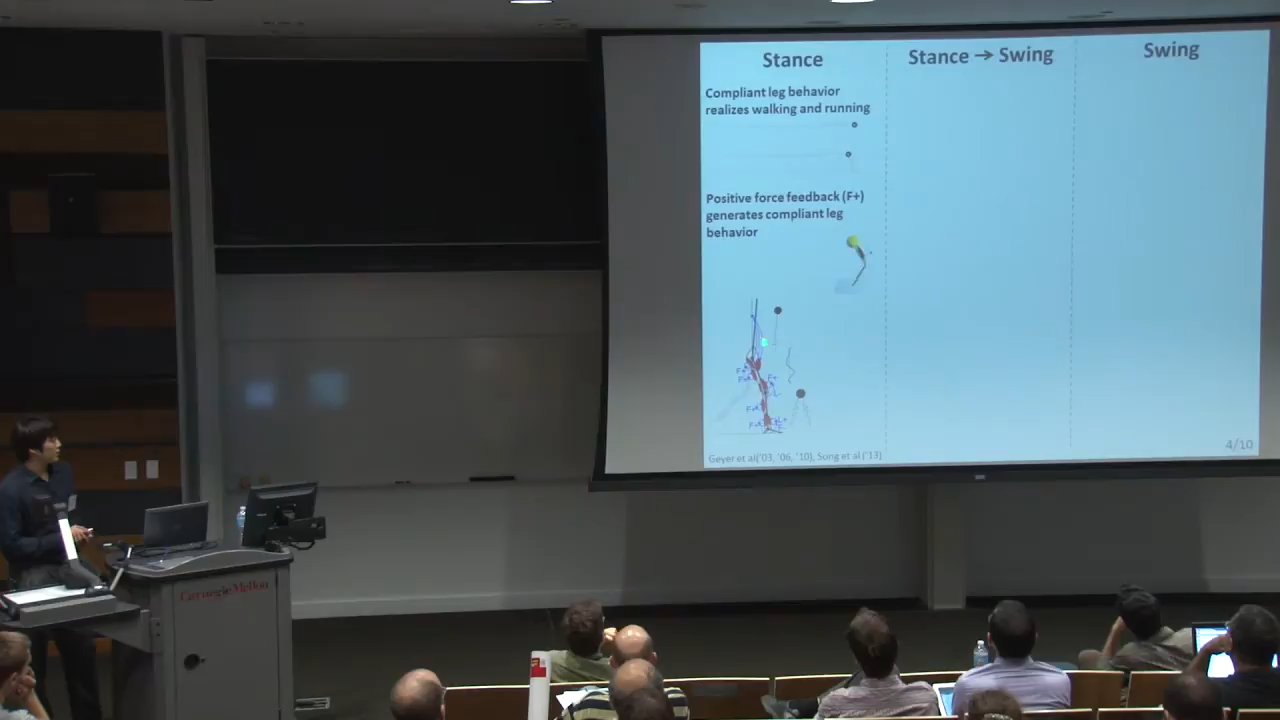 Stance
Stance → Swing
Swing
Compliant leg behavior
realizes walking and running
Positive force feedback (F+)
generates compliant leg
behavior
Geyer et al('03, '06, '10), Song et al ('13)
4/10
Carnegie Mellon